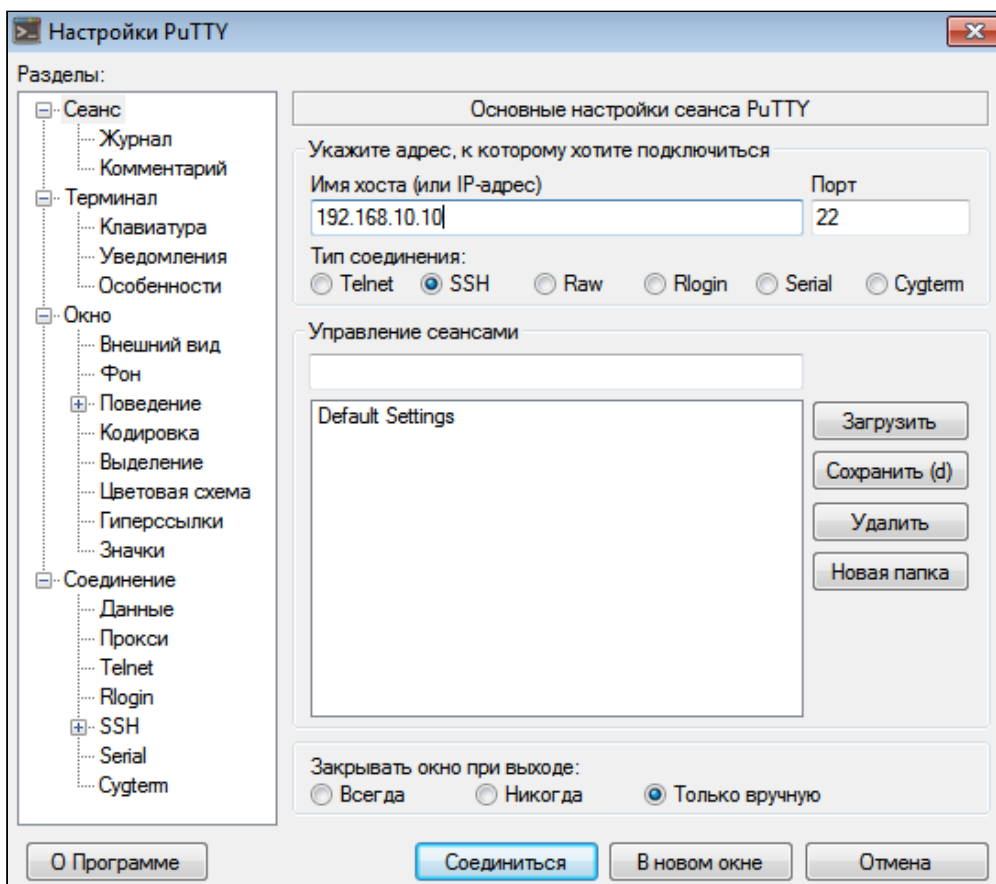 Настройки PuTTY
Разделы:
Сеанс
Журнал
Комментарий
Терминал
Клавиатура
Уведомления
Особенности
Окно
Внешний вид
Фон
Поведение
Кодировка
Выделение
Цветовая схема
Гиперссылки
Значки
Соединение
Данные
Прокси
Telnet
Rlogin
SSH
Serial
Cygterm
Основные настройки сеанса PuTTY
Укажите адрес, к которому хотите подключиться
Имя хоста (или IP-адрес) Порт
192.168.10.10 22
Тип соединения:
Telnet SSH Raw Rlogin Serial Cygterm
Управление сеансами
Default Settings
Загрузить
Сохранить (d)
Удалить
Новая папка
Закрывать окно при выходе:
Всегда Никогда Только вручную
О Программе Соединиться В новом окне Отмена